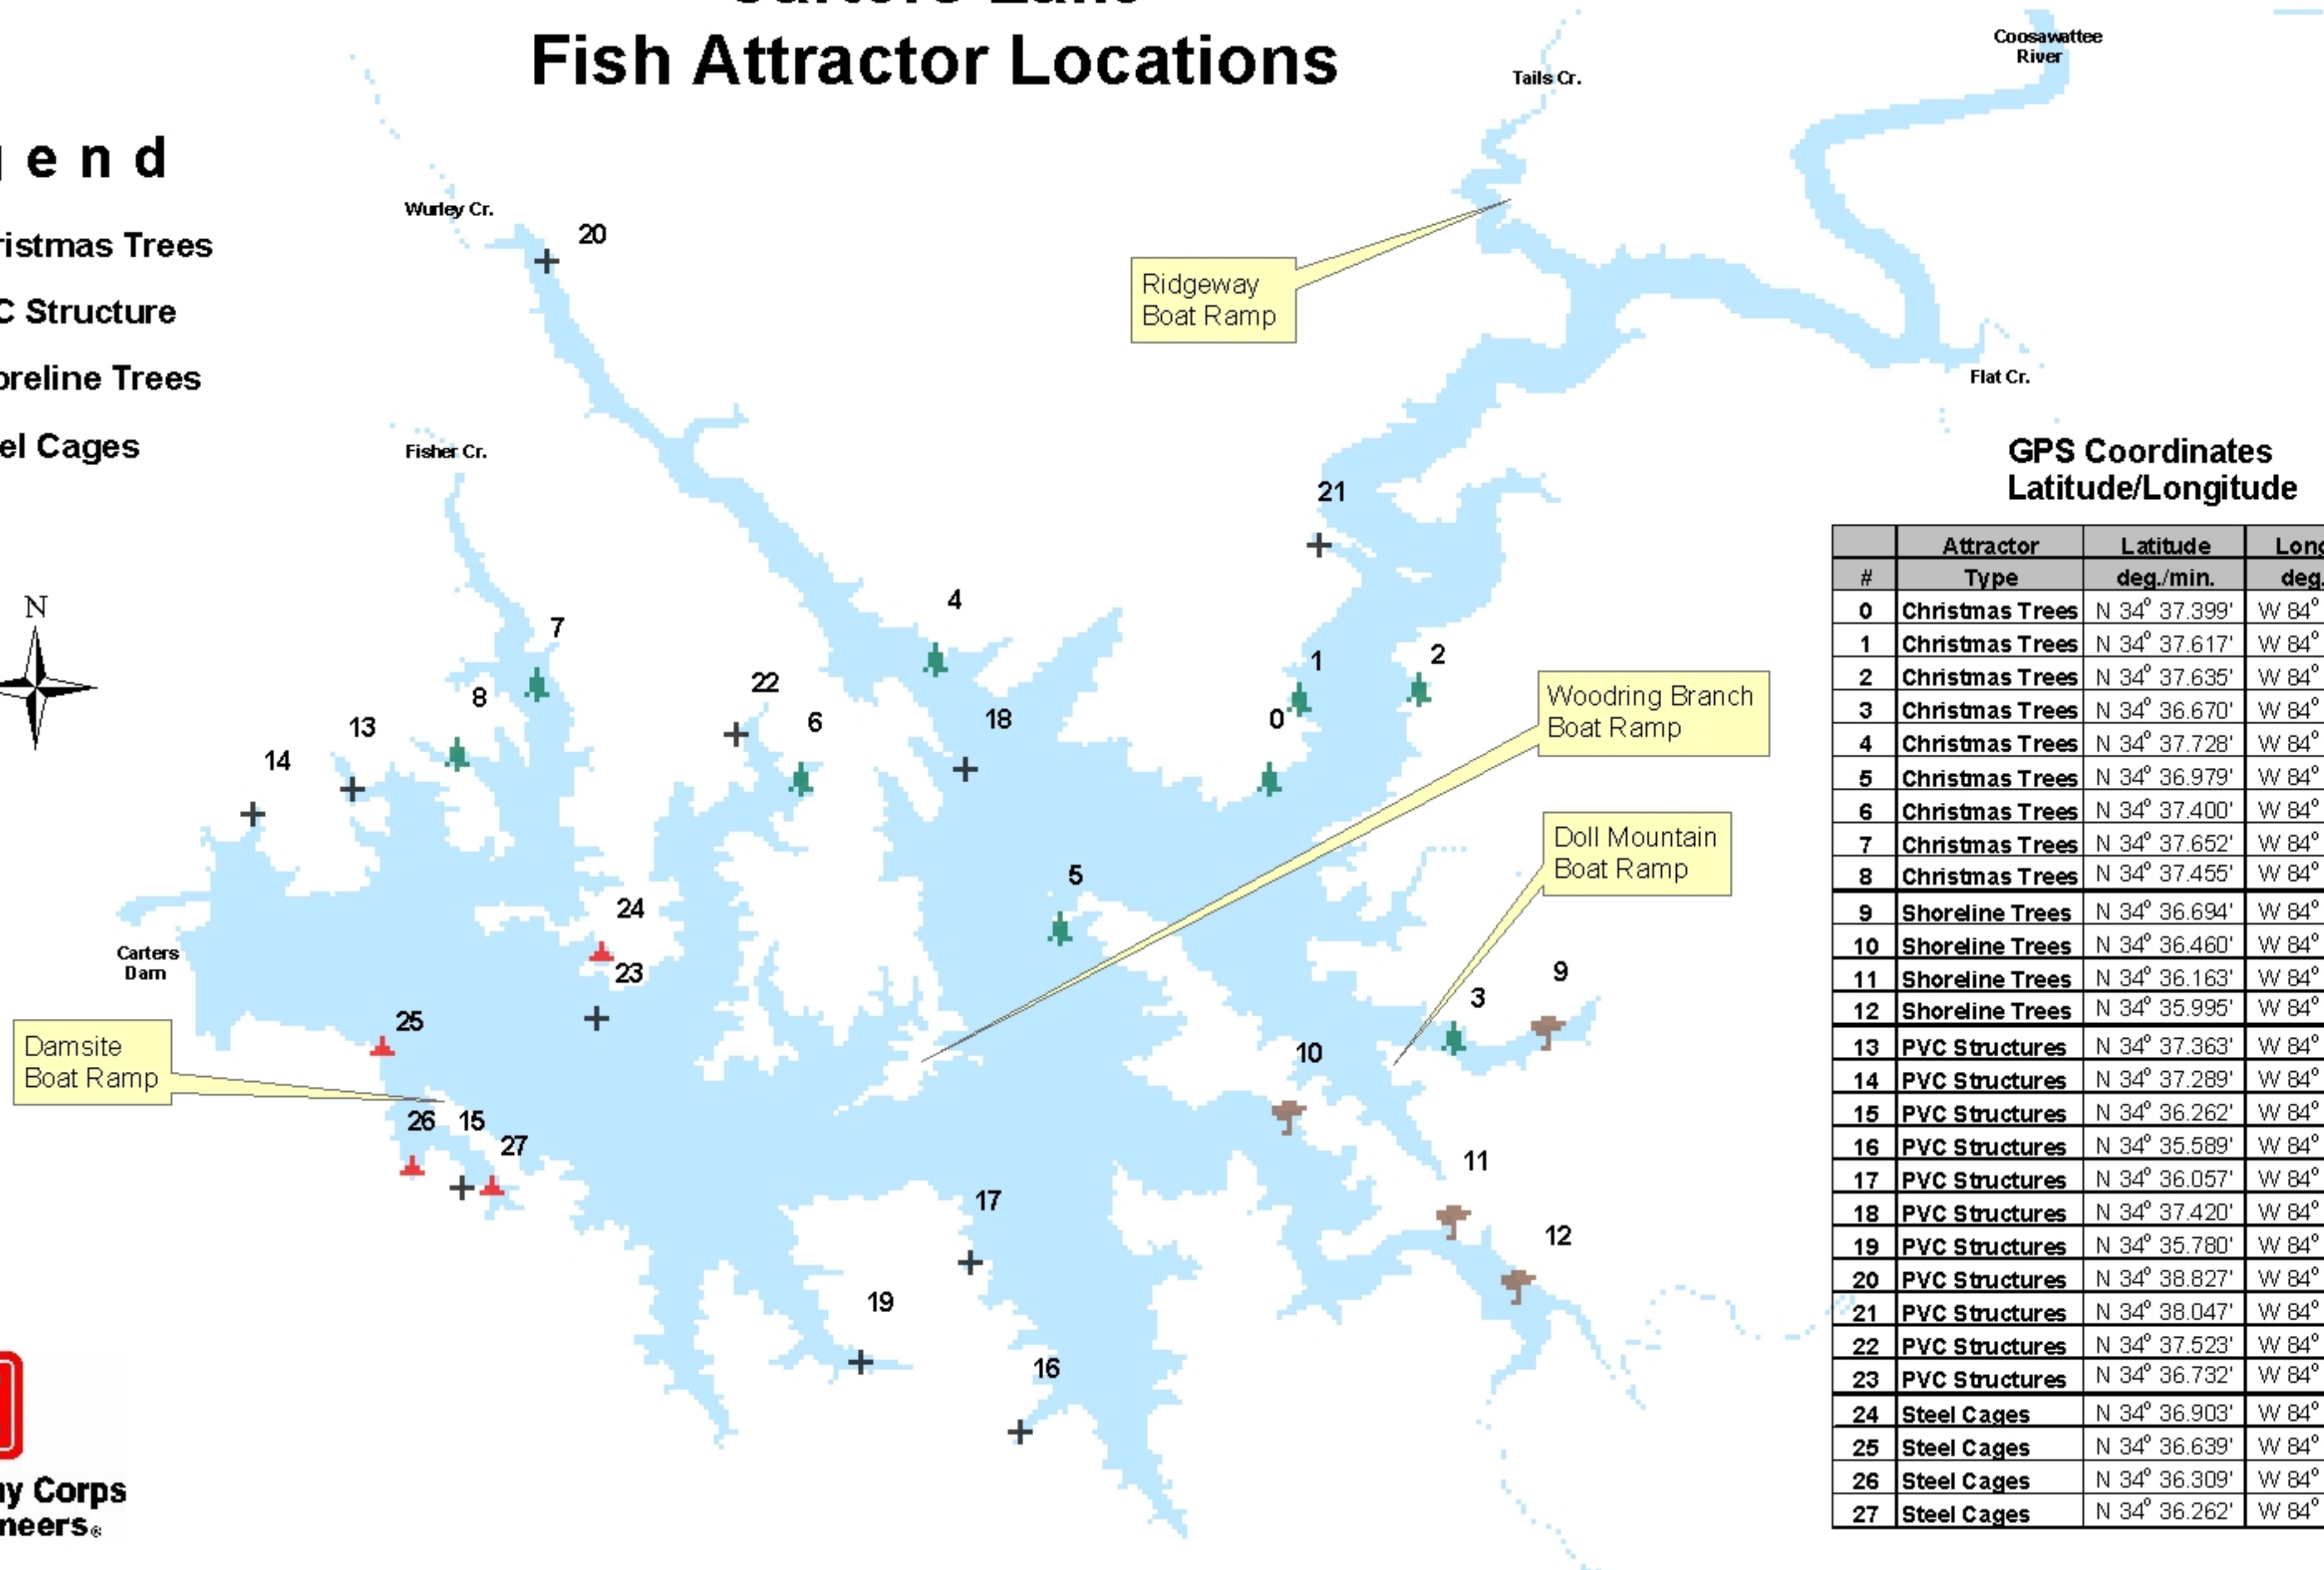 Fish Attractor Locations
Coosawattee
River
Tails Cr.
Wurley Cr.
20
Christmas Trees
Structure
Trees
Cages
Ridgeway
Boat Ramp
Flat Cr.
Fisher Cr.
21
N
4
7
1
2
22
8
0
6
18
13
14
Woodring Branch
Boat Ramp
Doll Mountain
Boat Ramp
5
24
Carters
Dam
23
9
3
25
10
Damsite
Boat Ramp
26
15
27
11
17
12
19
16
Corps
GPS Coordinates
Latitude/Longitude
Attractor Latitude
# Type deg./min.
0 Christmas Trees N 34° 37.399' W 84°
1 Christmas Trees N 34° 37.617' W 84°
2 Christmas Trees N 34° 37.635' W 84°
3 Christmas Trees N 34° 36.670' W 84°
4 Christmas Trees N 34° 37.728' W 84°
5 Christmas Trees N 34° 36.979' W 84°
6 Christmas Trees N 34° 37.400' W 84°
7 Christmas Trees N 34° 37.652' W 84°
8 Christmas Trees N 34° 37.455' W 84°
9 Shoreline Trees N 34° 36.694' W 84°
10 Shoreline Trees N 34° 36.460' W 84°
11 Shoreline Trees N 34° 36.163' W 84°
12 Shoreline Trees N 34° 35.995' W 84°
13 PVC Structures N 34° 37.363' W 84°
14 PVC Structures N 34° 37.289' W 84°
15 PVC Structures N 34° 36.262' W 84°
16 PVC Structures N 34° 35.589' W 84°
17 PVC Structures N 34° 36.057' W 84°
18 PVC Structures N 34° 37.420' W 84°
19 PVC Structures N 34° 35.780' W 84°
20 PVC Structures N 34° 38.827' W 84°
21 PVC Structures N 34° 38.047' W 84°
22 PVC Structures N 34° 37.523' W 84°
23 PVC Structures N 34° 36.732' W 84°
24 Steel Cages N 34° 36.903' W 84°
25 Steel Cages N 34° 36.639' W 84°
26 Steel Cages N 34° 36.309' W 84°
27 Steel Cages N 34° 36.262' W 84°